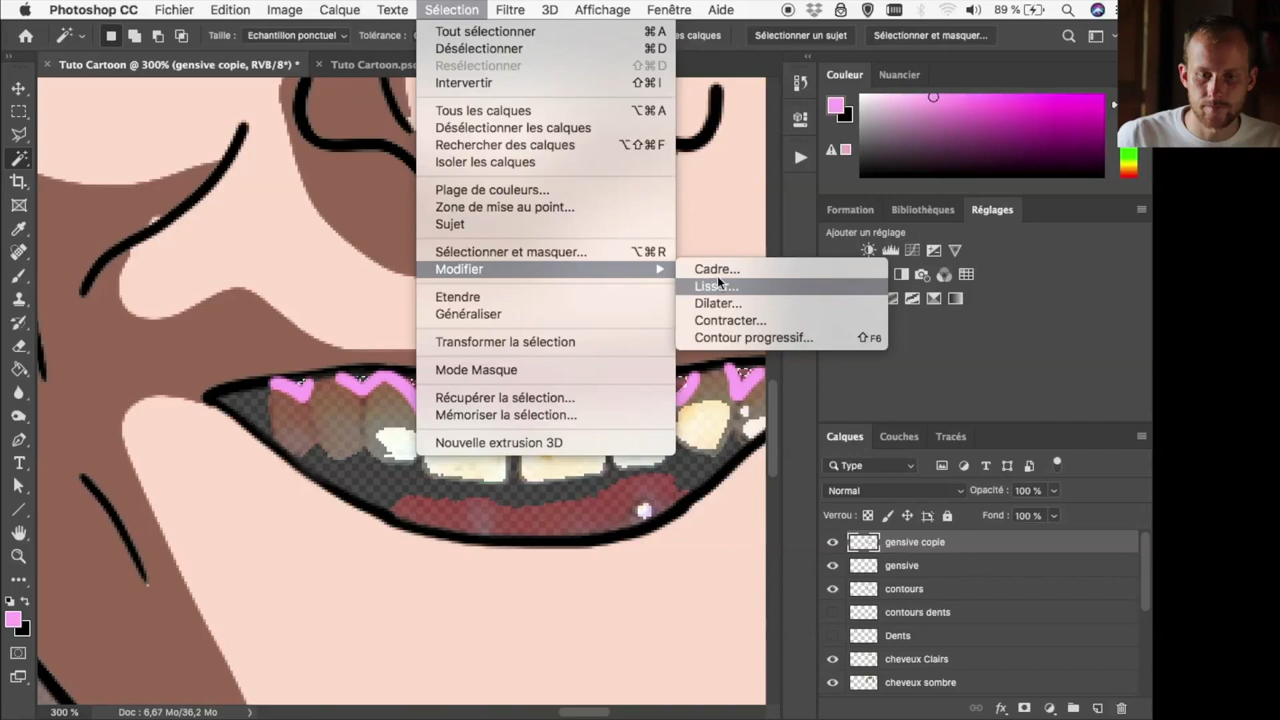 Photoshop CC Fichier Edition Image Calque Texte Sélection Filtre 3D Affichage Fenêtre Aide 89 %
Taille : Echantillon ponctuel Tolérance : s calques Sélectionner un sujet Sélectionner et masquer...
Tuto Cartoon @ 300% (gensive copie, RVB/8*) * Tuto Cartoon.psd
Tout sélectionner ⌘A
Désélectionner ⌘D
Resélectionner ⇧⌘D
Intervertir ⇧⌘I
Tous les calques ⌥⌘A
Désélectionner les calques
Rechercher des calques ⌥⇧⌘F
Isoler les calques
Plage de couleurs...
Zone de mise au point...
Sujet
Sélectionner et masquer... ⌥⌘R
Modifier
Etendre
Généraliser
Transformer la sélection
Mode Masque
Récupérer la sélection...
Mémoriser la sélection...
Nouvelle extrusion 3D
Cadre...
Lisser...
Dilater...
Contracter...
Contour progressif... ⇧F6
Couleur Nuancier
Formation Bibliothèques Réglages
Ajouter un réglage
Calques Couches Tracés
Type
Normal Opacité : 100 %
Verrou : Fond : 100 %
gensive copie
gensive
contours
contours dents
Dents
cheveux Clairs
cheveux sombre
300 % Doc : 6,67 Mo/36,2 Mo